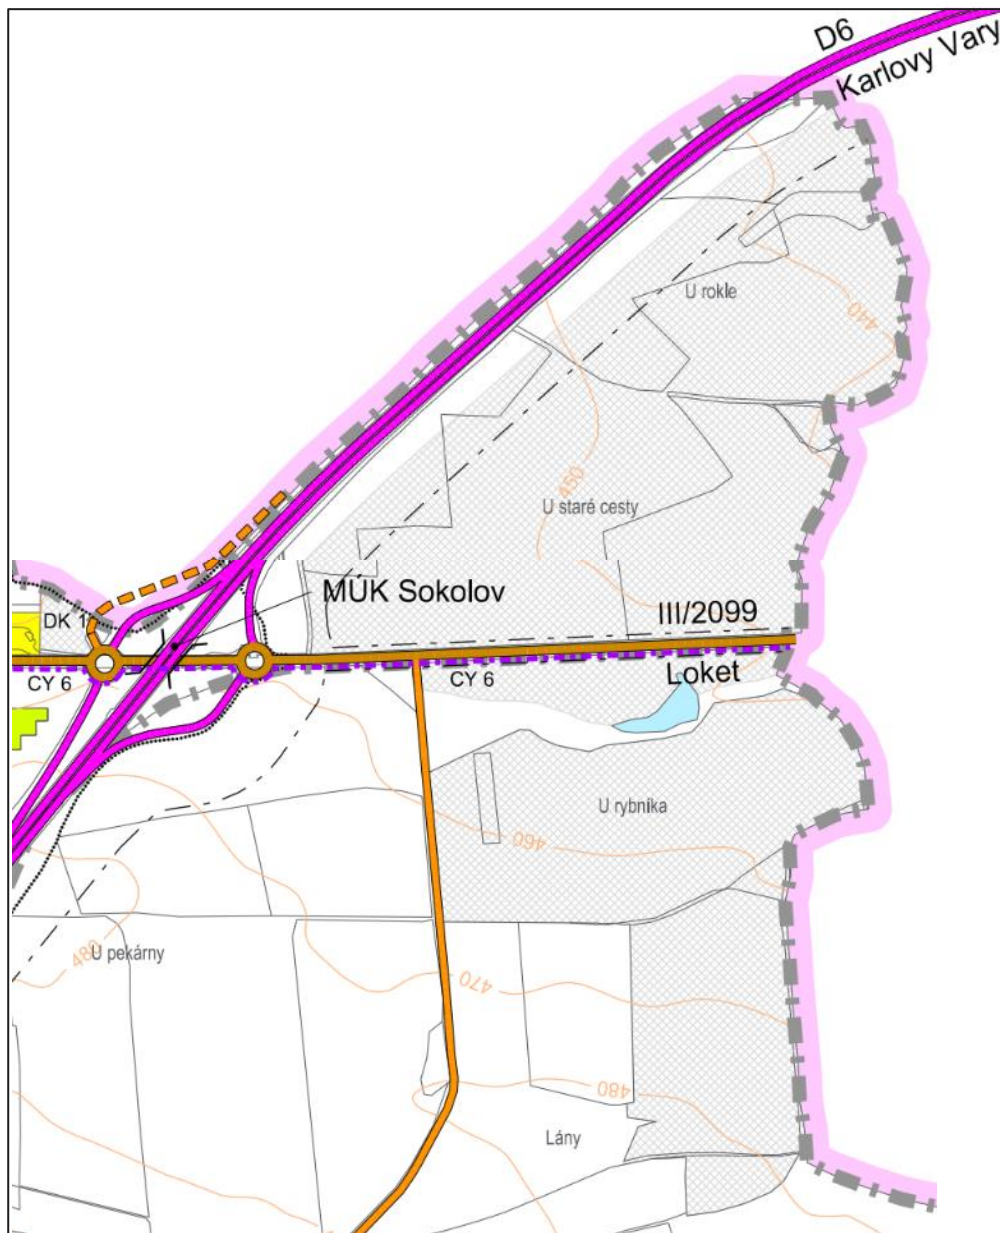 D6
Karlovy Vary
U rokle
440
450
U staré cesty
MÚK Sokolov
DK 1
III/2099
CY 6
CY 6
Loket
U rybníka
460
480
U pekárny
470
480
Lány